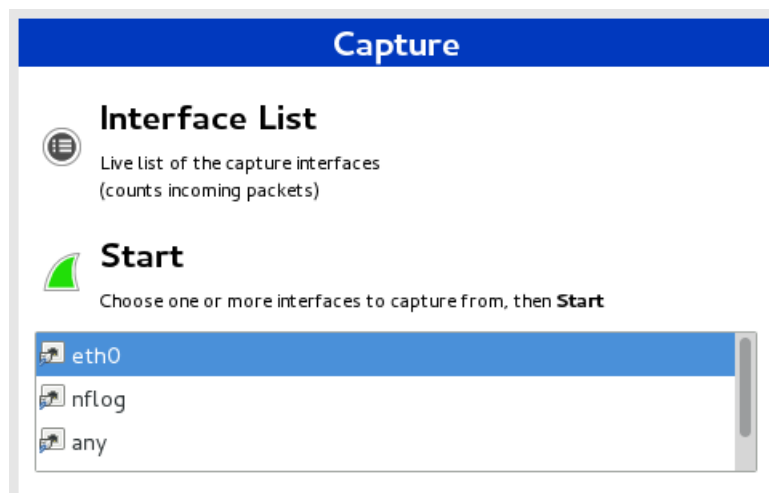 Capture
Interface List
Live list of the capture interfaces
(counts incoming packets)
Start
Choose one or more interfaces to capture from, then Start
eth0
nflog
any